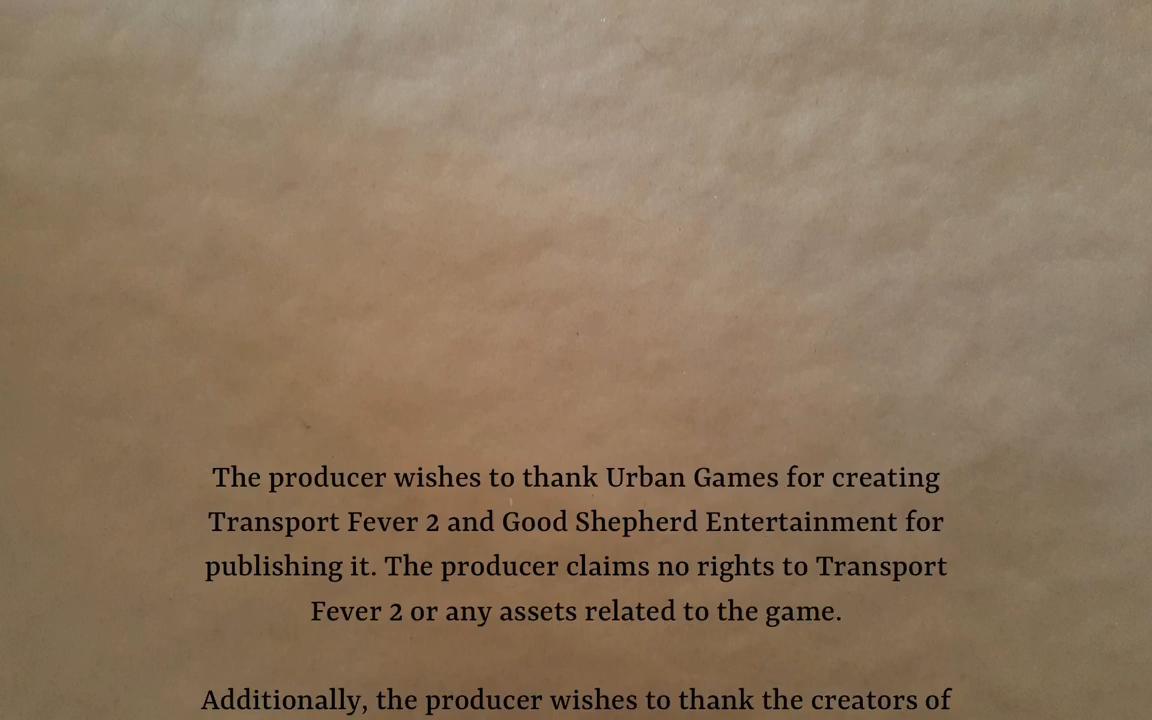 The producer wishes to thank Urban Games for creating
Transport Fever 2 and Good Shepherd Entertainment for
publishing it. The producer claims no rights to Transport
Fever 2 or any assets related to the game.
Additionally, the producer wishes to thank the creators of